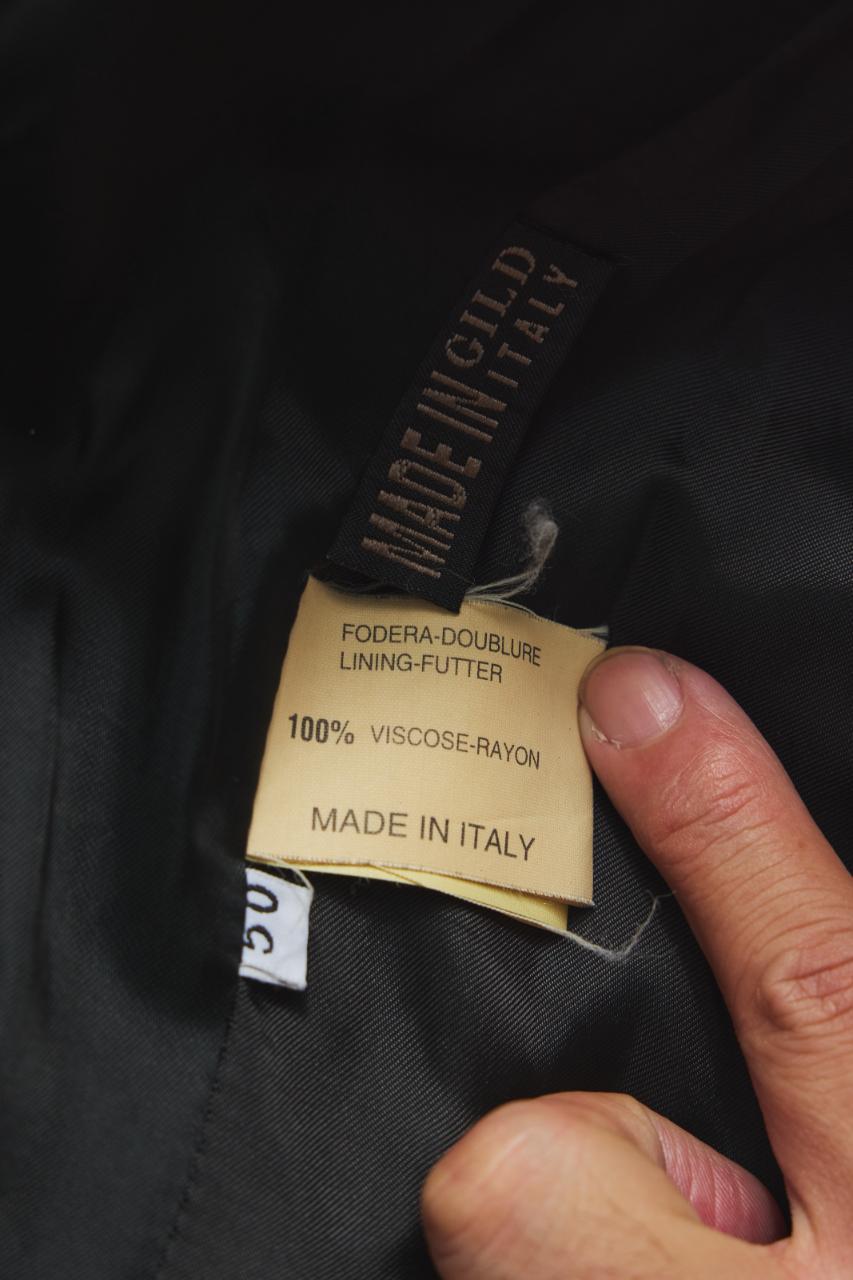 GILD
MADE IN
ITALY
FODERA-DOUBLURE
LINING-FUTTER
100% VISCOSE-RAYON
MADE IN ITALY
50